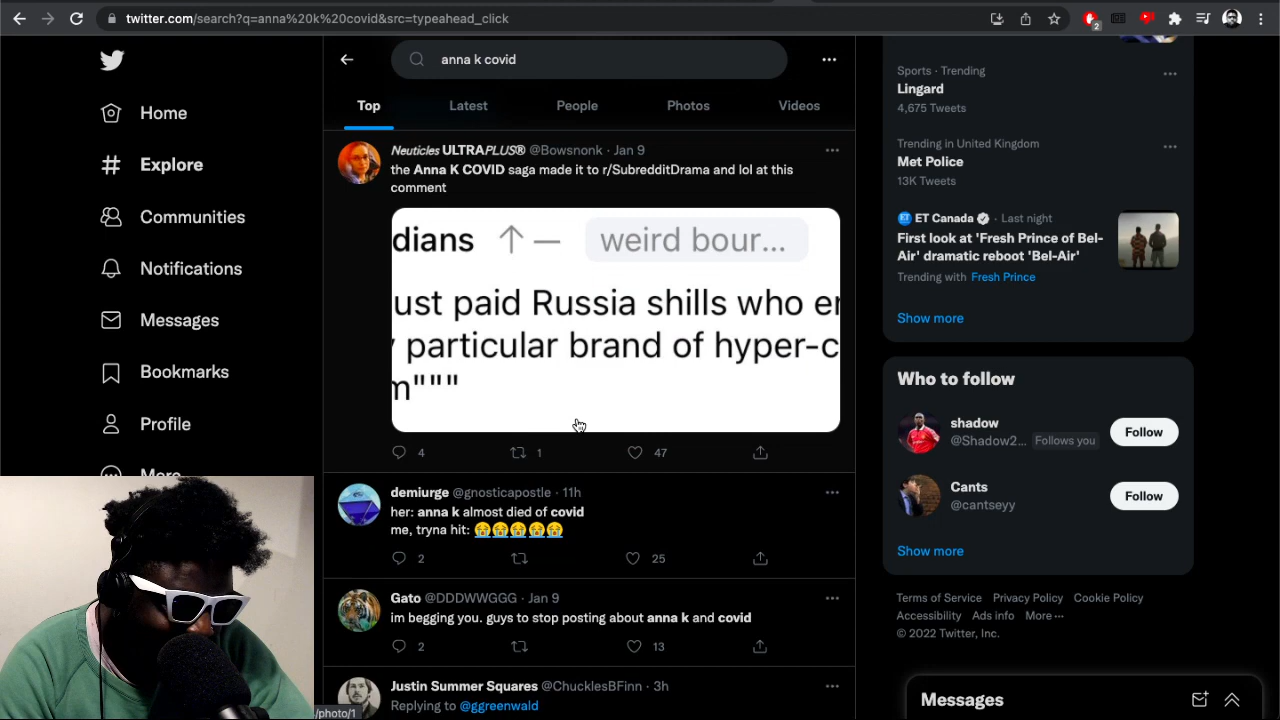 twitter.com/search?q=anna%20k%20covid&src=typeahead_click
2
Home
Explore
Communities
Notifications
Messages
Bookmarks
Profile
More
anna k covid
Top Latest People Photos Videos
Neuticies ULTRAPLUS® @Bowsnonk · Jan 9
the Anna K COVID saga made it to r/SubredditDrama and lol at this
comment
dians ↑ — weird bour...
ust paid Russia shills who er
particular brand of hyper-c
m"""
4 1 47
demiurge @gnosticapostle · 11h
her: anna k almost died of covid
me, tryna hit: 😭😭😭😭😭
2 25
Gato @DDDWWGGG · Jan 9
im begging you. guys to stop posting about anna k and covid
2 13
Justin Summer Squares @ChucklesBFinn · 3h
Replying to @ggreenwald
/photo/1
Sports · Trending
Lingard
4,675 Tweets
Trending in United Kingdom
Met Police
13K Tweets
ET Canada · Last night
First look at 'Fresh Prince of Bel-
Air' dramatic reboot 'Bel-Air'
Trending with Fresh Prince
Show more
Who to follow
shadow
@Shadow2... Follows you
Follow
Cants
@cantseyy
Follow
Show more
Terms of Service Privacy Policy Cookie Policy
Accessibility Ads info More ···
© 2022 Twitter, Inc.
Messages